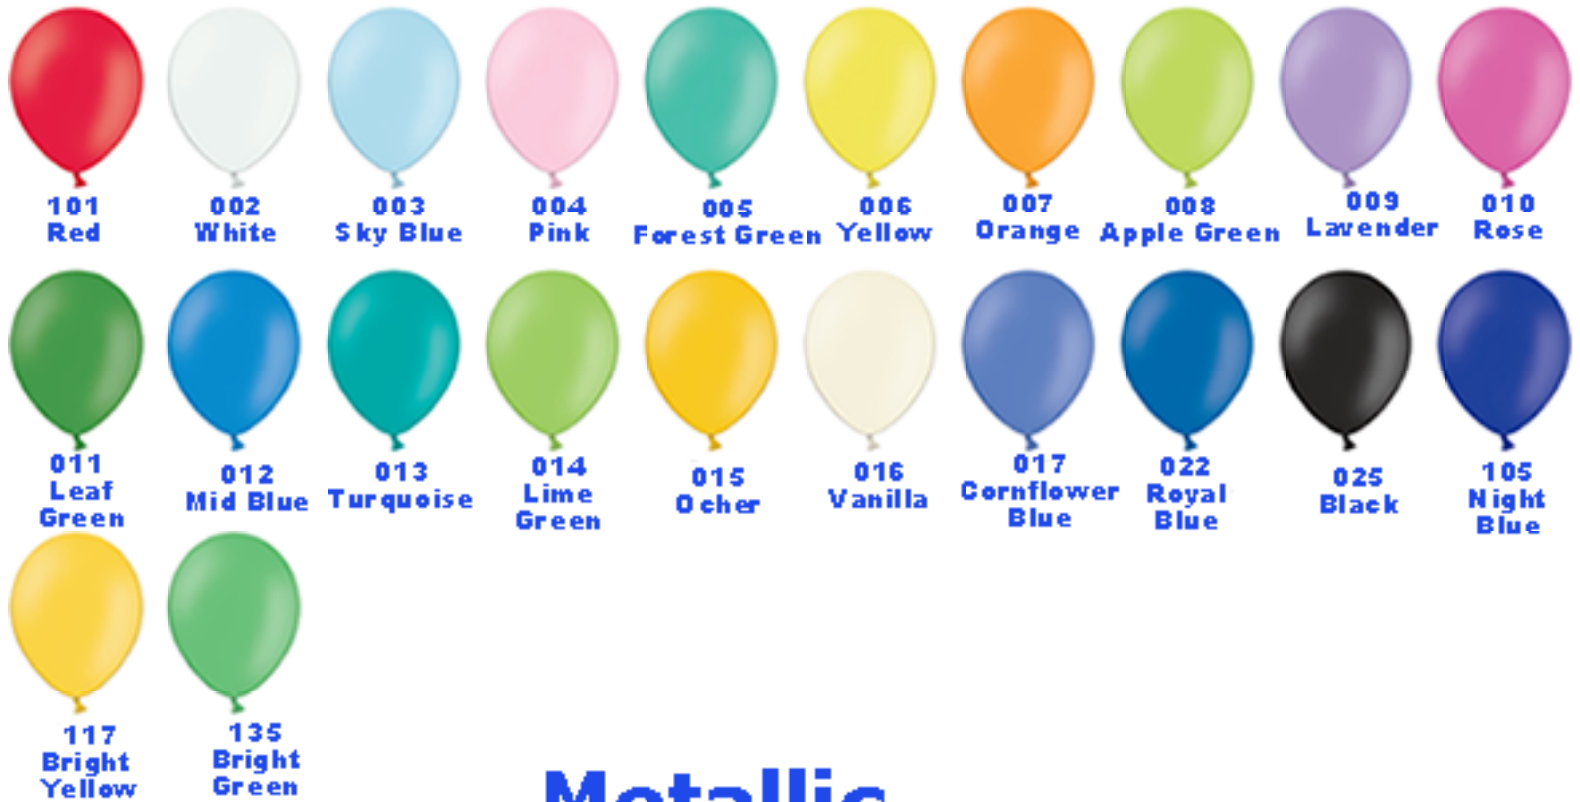 101
Red
002
White
003
Sky Blue
004
Pink
005
Forest Green
006
Yellow
007
Orange
008
Apple Green
009
Lavender
010
Rose
011
Leaf
Green
012
Mid Blue
013
Turquoise
014
Lime
Green
015
Ocher
016
Vanilla
017
Cornflower
Blue
022
Royal
Blue
025
Black
105
Night
Blue
117
Bright
Yellow
135
Bright
Green
Metallic